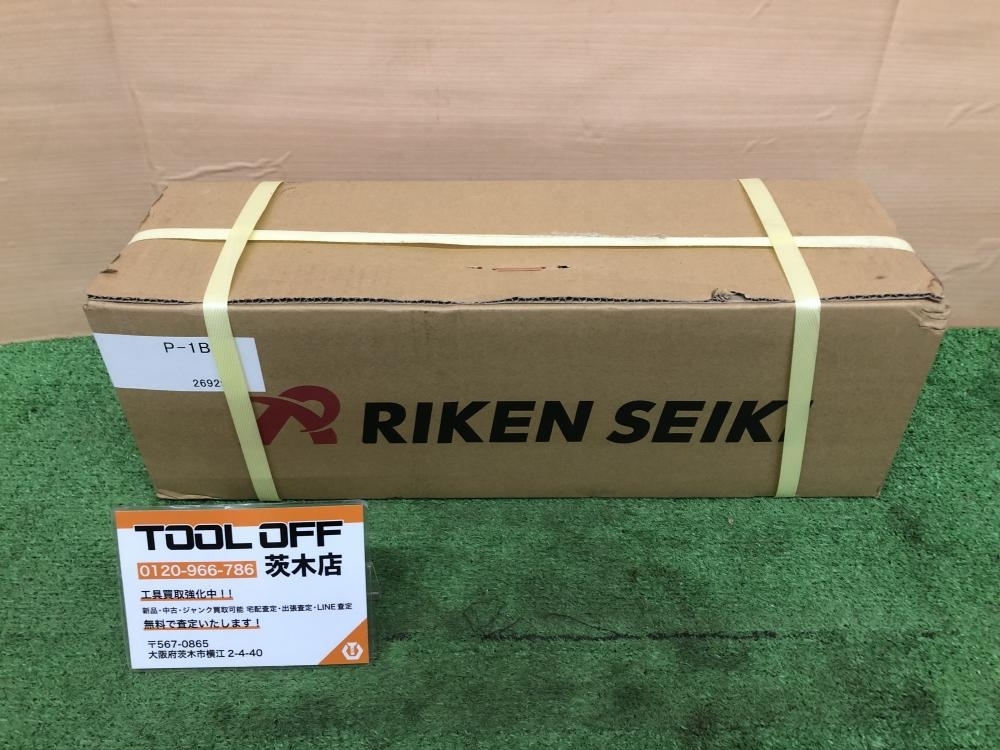 P-1B
2692
RIKEN SEIK
TOOL OFF
0120-966-786 茨木店
工具買取強化中！！
新品・中古・ジャンク買取可能 宅配査定・出張査定・LINE査定
無料で査定いたします！
〒567-0865
大阪府茨木市横江 2-4-40